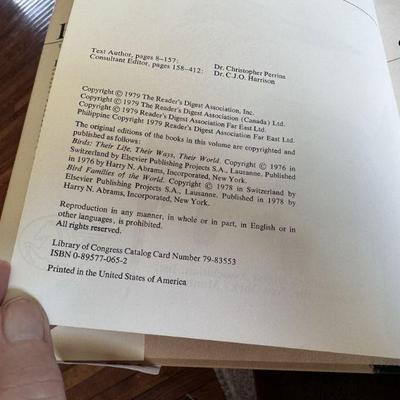 Text Author, pages 8–157: Dr. Christopher Perrins
Consultant Editor, pages 158–412: Dr. C.J.O. Harrison
Copyright © 1979 The Reader's Digest Association, Inc.
Copyright © 1979 The Reader's Digest Association (Canada) Ltd.
Copyright © 1979 Reader's Digest Association Far East Ltd.
Philippine Copyright 1979 Reader's Digest Association Far East Ltd.
The original editions of the books in this volume are copyrighted and
published as follows:
Birds: Their Life, Their Ways, Their World. Copyright © 1976 in
Switzerland by Elsevier Publishing Projects S.A., Lausanne. Published
in 1976 by Harry N. Abrams, Incorporated, New York.
Bird Families of the World. Copyright © 1978 in Switzerland by
Elsevier Publishing Projects S.A., Lausanne. Published in 1978 by
Harry N. Abrams, Incorporated, New York.
Reproduction in any manner, in whole or in part, in English or in
other languages, is prohibited.
All rights reserved.
Library of Congress Catalog Card Number 79-83553
ISBN 0-89577-065-2
Printed in the United States of America